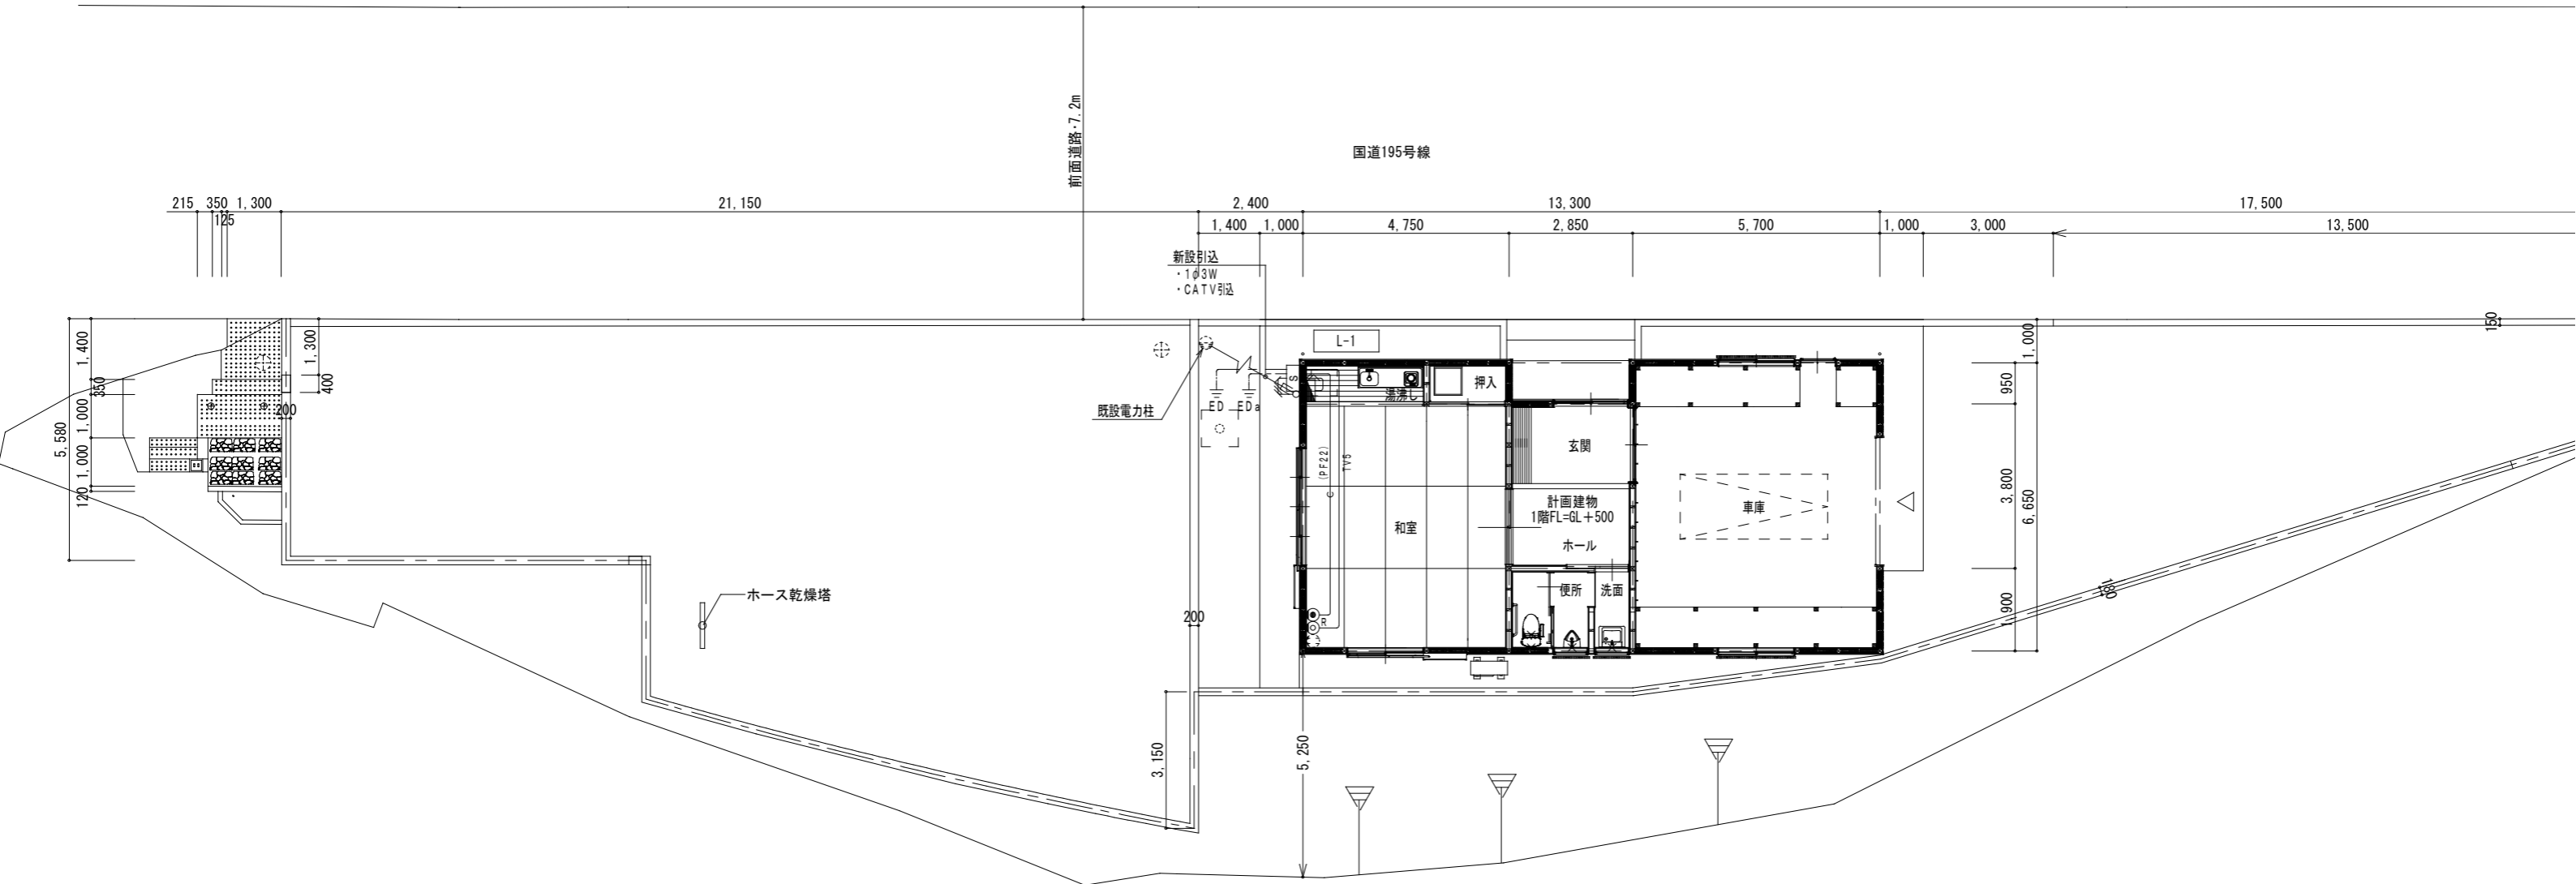 前面道路・7.2m
国道195号線
215
350
1,300
125
21,150
2,400
13,300
17,500
1,400
1,000
4,750
2,850
5,700
1,000
3,000
13,500
新設引込
・1φ3W
・CATV引込
1,400
350
1,000
1,000
120
5,580
1,300
400
200
既設電力柱
ED
EDa
L-1
S
湯沸し
押入
玄関
(PF22)
TV5
C
計画建物
1階FL=GL+500
ホール
和室
車庫
便所
洗面
R
200
ホース乾燥塔
3,150
5,250
1,000
950
3,800
6,650
1,900
150
180